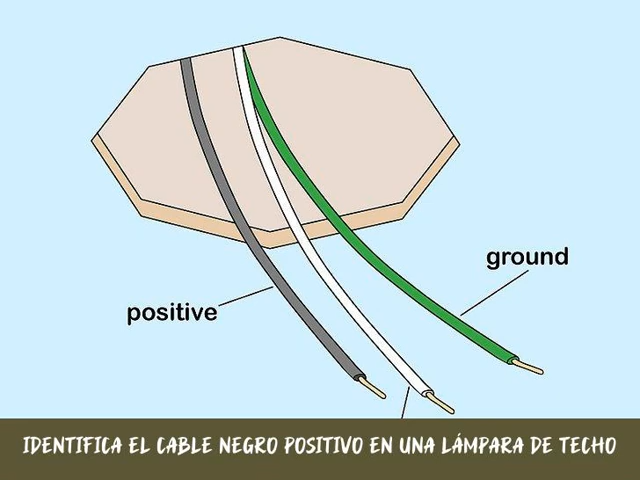 ground
positive
IDENTIFICA EL CABLE NEGRO POSITIVO EN UNA LÁMPARA DE TECHO